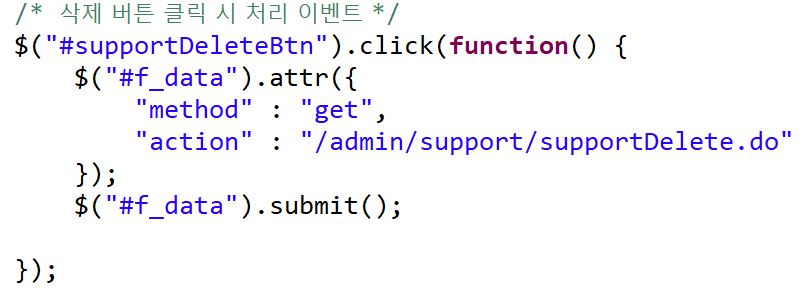 /*  삭제 버튼 클릭 시 처리 이벤트 */
$("#supportDeleteBtn").click(function() {
    $("#f_data").attr({
        "method" : "get",
        "action" : "/admin/support/supportDelete.do"
    });
    $("#f_data").submit();

});